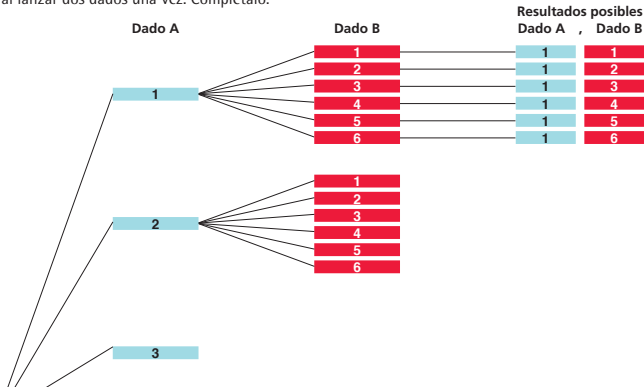 al lanzar dos dados una vez. Complétalo.
Resultados posibles
Dado A Dado B Dado A , Dado B
1 1 1
2 1 2
1 3 1 3
4 1 4
5 1 5
6 1 6
1
2
2 3
4
5
6
3